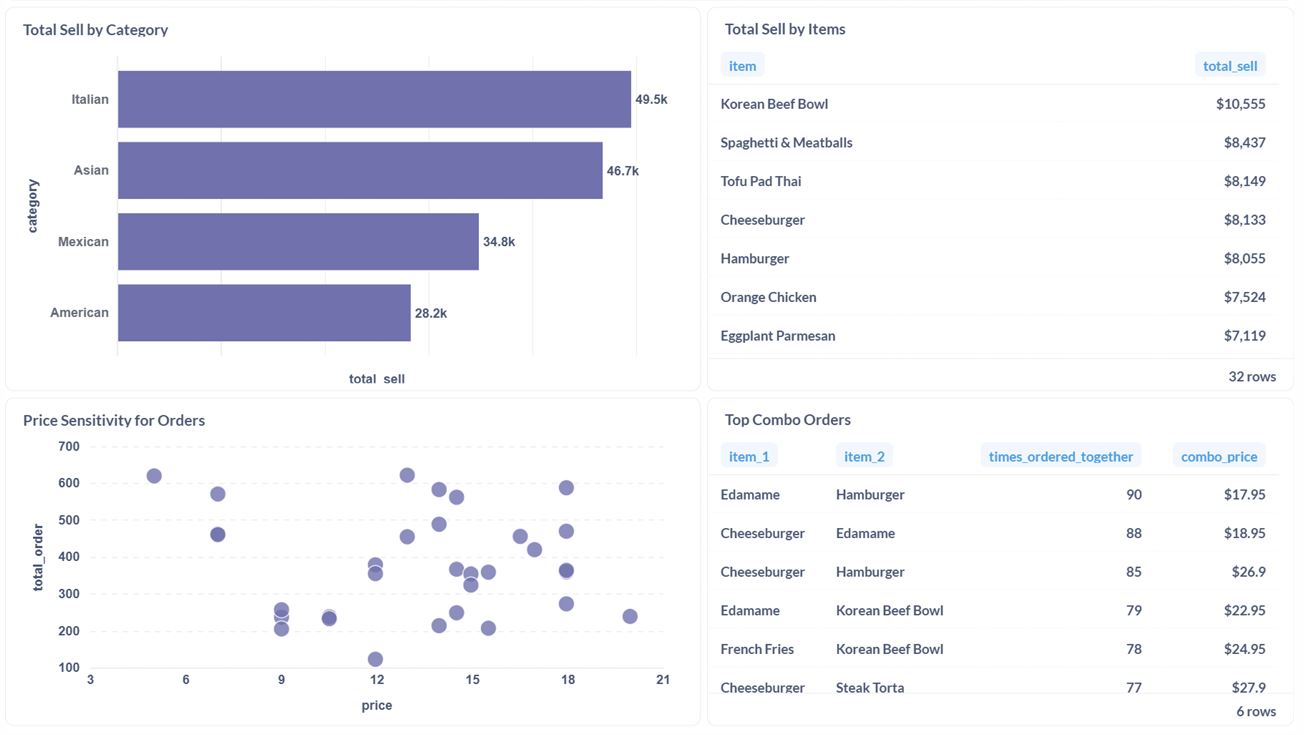 Total Sell by Category
category
Italian 49.5k
Asian 46.7k
Mexican 34.8k
American 28.2k
total_sell
Total Sell by Items
item total_sell
Korean Beef Bowl $10,555
Spaghetti & Meatballs $8,437
Tofu Pad Thai $8,149
Cheeseburger $8,133
Hamburger $8,055
Orange Chicken $7,524
Eggplant Parmesan $7,119
32 rows
Price Sensitivity for Orders
total_order
700
600
500
400
300
200
100
3 6 9 12 15 18 21
price
Top Combo Orders
item_1 item_2 times_ordered_together combo_price
Edamame Hamburger 90 $17.95
Cheeseburger Edamame 88 $18.95
Cheeseburger Hamburger 85 $26.9
Edamame Korean Beef Bowl 79 $22.95
French Fries Korean Beef Bowl 78 $24.95
Cheeseburger Steak Torta 77 $27.9
6 rows